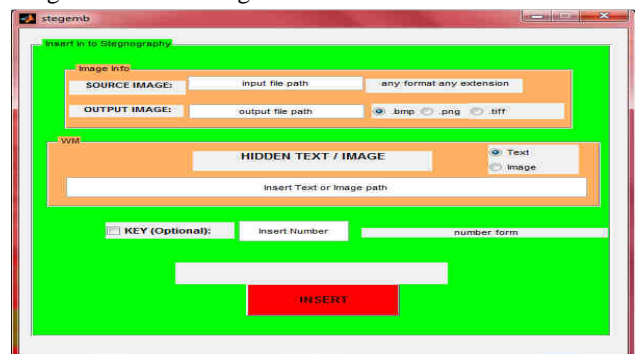 stegemb
Insert in to Stegnography
Image Info
SOURCE IMAGE: input file path any format any extension
OUTPUT IMAGE: output file path .bmp .png .tiff
WM
HIDDEN TEXT / IMAGE Text
Image
Insert Text or Image path
KEY (Optional): Insert Number number form
INSERT